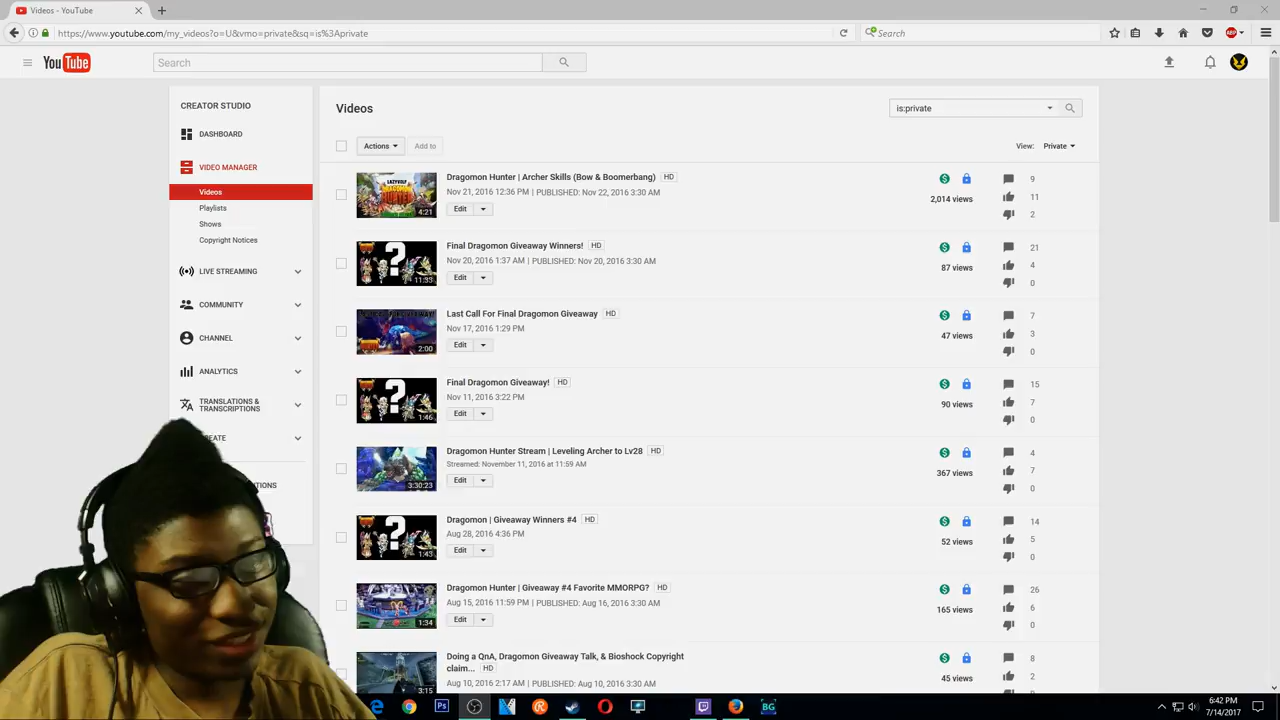 YouTube
YouTube
https://www.youtube.com/my_videos?o=U&vmo=private&sq=is%3Aprivate
Search
ABP
YouTube
Search
CREATOR STUDIO
DASHBOARD
VIDEO MANAGER
Videos
Playlists
Shows
Copyright Notices
LIVE STREAMING
COMMUNITY
CHANNEL
ANALYTICS
TRANSLATIONS &
TRANSCRIPTIONS
Videos
is:private
Actions
Add to
View: Private
LAZYWOLF
4:21
Dragomon Hunter | Archer Skills (Bow & Boomerbang) HD
Nov 21, 2016 12:36 PM | PUBLISHED: Nov 22, 2016 3:30 AM
Edit
2,014 views
9
11
2
11:33
Final Dragomon Giveaway Winners! HD
Nov 20, 2016 1:37 AM | PUBLISHED: Nov 20, 2016 3:30 AM
Edit
87 views
21
4
0
2:00
Last Call For Final Dragomon Giveaway HD
Nov 17, 2016 1:29 PM
Edit
47 views
7
3
0
1:46
Final Dragomon Giveaway! HD
Nov 11, 2016 3:22 PM
Edit
90 views
15
7
0
3:30:23
Dragomon Hunter Stream | Leveling Archer to Lv28 HD
Streamed: November 11, 2016 at 11:59 AM
Edit
367 views
4
7
0
1:43
Dragomon | Giveaway Winners #4 HD
Aug 28, 2016 4:36 PM
Edit
52 views
14
5
0
1:34
Dragomon Hunter | Giveaway #4 Favorite MMORPG? HD
Aug 15, 2016 11:59 PM | PUBLISHED: Aug 16, 2016 3:30 AM
Edit
165 views
26
6
0
3:15
Doing a QnA, Dragomon Giveaway Talk, & Bioshock Copyright
claim... HD
Aug 10, 2016 2:17 AM | PUBLISHED: Aug 10, 2016 3:30 AM
45 views
8
2
Ps
BG
6:42 PM
7/14/2017